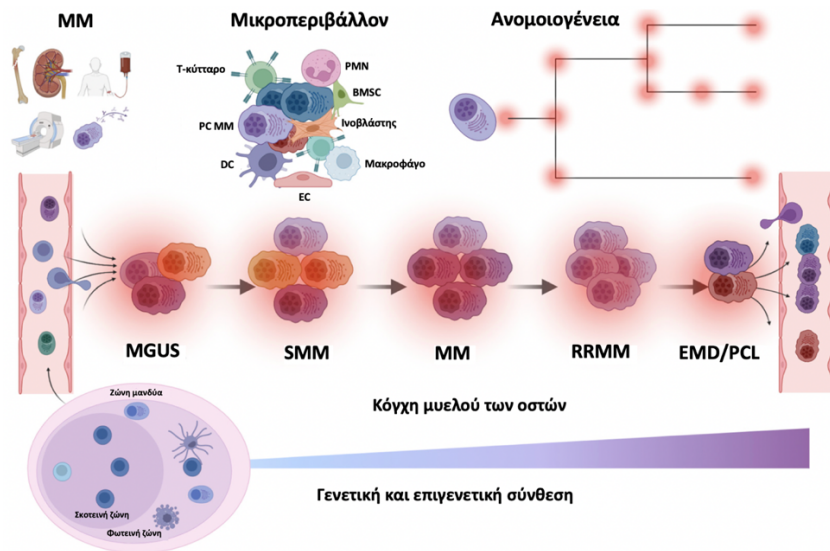 MM
Μικροπεριβάλλον
Ανομοιογένεια
Τ-κύτταρο
PMN
BMSC
PC MM
Ινοβλάστης
DC
Μακροφάγο
EC
MGUS
SMM
MM
RRMM
EMD/PCL
Ζώνη μανδύα
Σκοτεινή ζώνη
Φωτεινή ζώνη
Κόγχη μυελού των οστών
Γενετική και επιγενετική σύνθεση